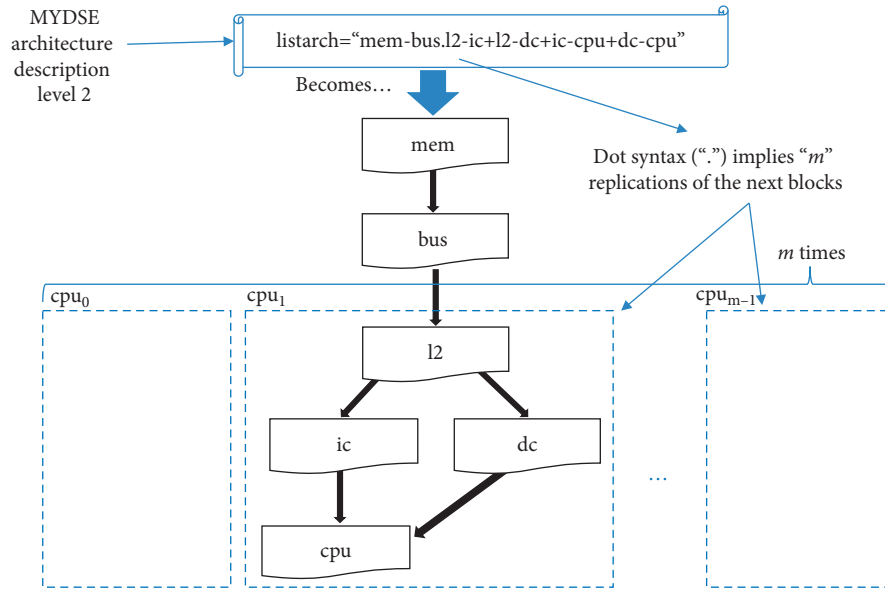 MYDSE
architecture
description
level 2
listarch=“mem-bus.l2-ic+l2-dc+ic-cpu+dc-cpu”
Becomes…
mem
Dot syntax (“.”) implies “m”
replications of the next blocks
bus
m times
cpu0
cpu1
cpum–1
l2
ic
dc
…
cpu